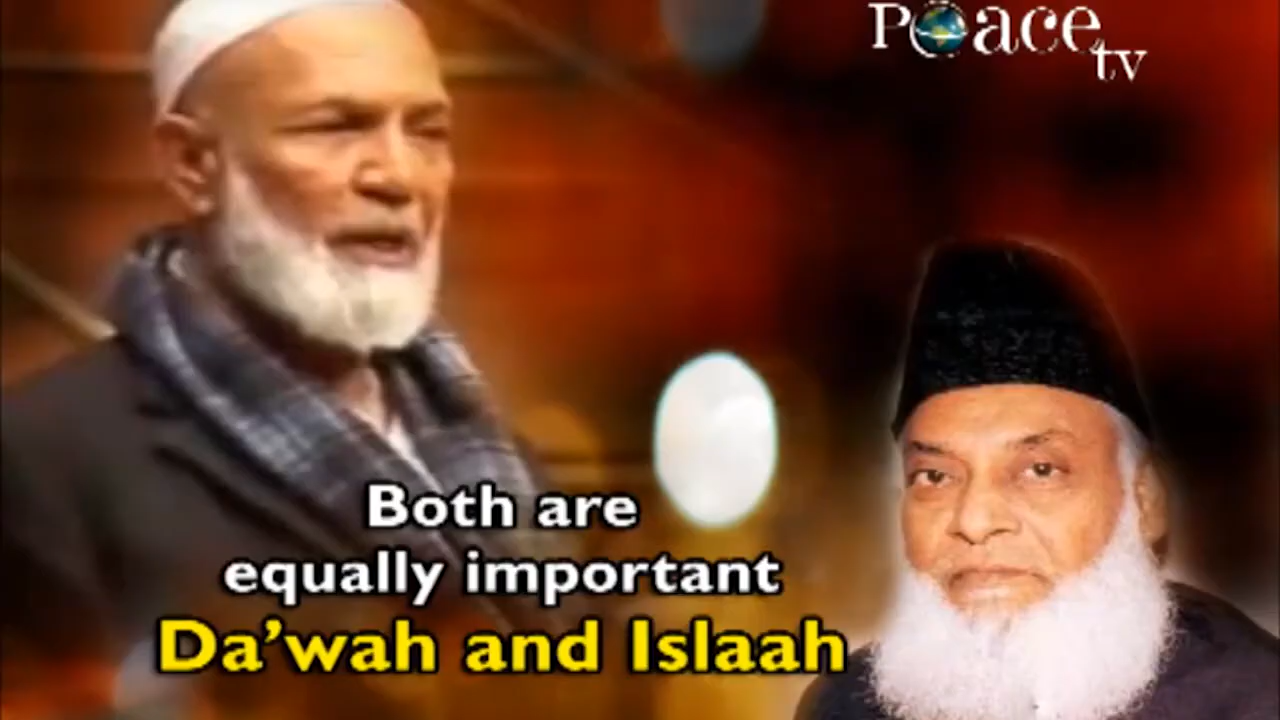 Peace
tv
Both are
equally important
Da'wah and Islaah